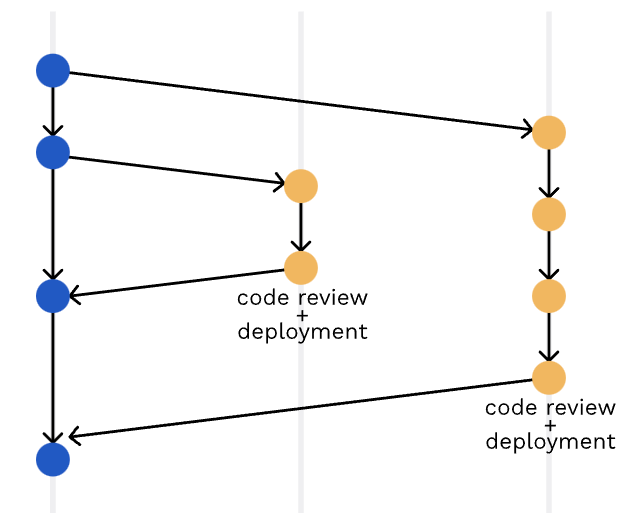 code review
+
deployment
code review
+
deployment